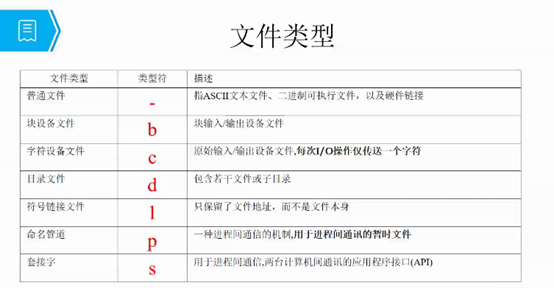 文件类型
文件类型 类型符 描述
普通文件 - 指ASCII文本文件、二进制可执行文件，以及硬件链接
块设备文件 b 块输入/输出设备文件
字符设备文件 c 原始输入/输出设备文件,每次I/O操作仅传送一个字符
目录文件 d 包含若干文件或子目录
符号链接文件 l 只保留了文件地址，而不是文件本身
命名管道 p 一种进程间通信的机制,用于进程间通讯的暂时文件
套接字 s 用于进程间通信,两台计算机间通讯的应用程序接口(API)